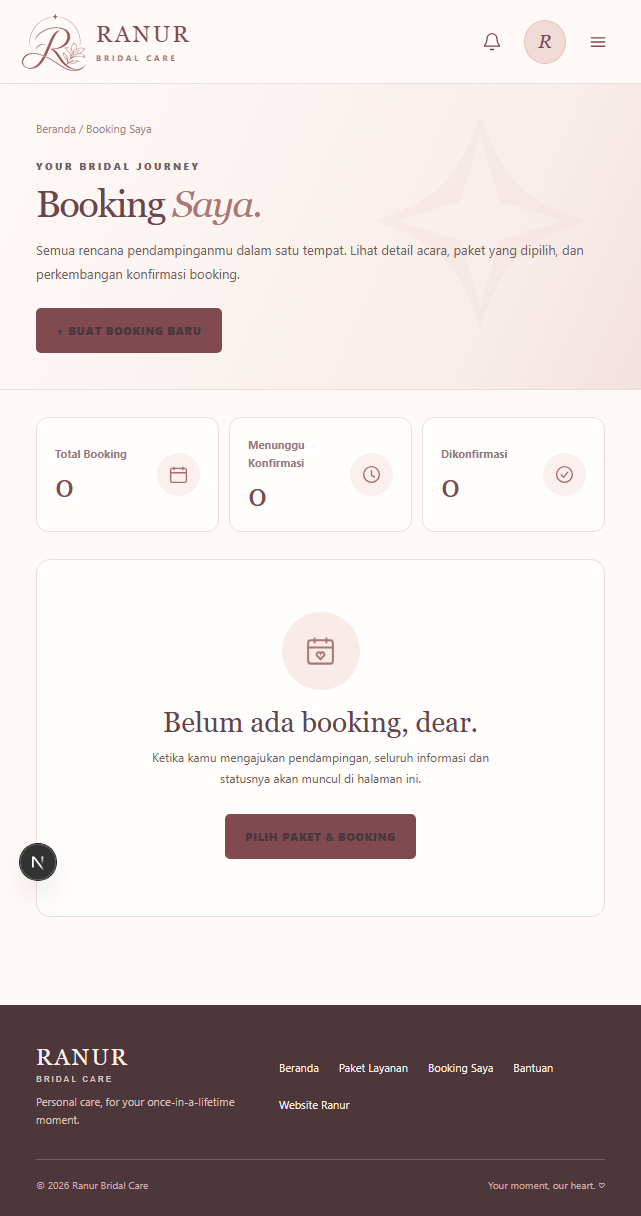 RANUR
BRIDAL CARE
R
Beranda / Booking Saya
YOUR BRIDAL JOURNEY
Booking Saya.
Semua rencana pendampinganmu dalam satu tempat. Lihat detail acara, paket yang dipilih, dan
perkembangan konfirmasi booking.
+ BUAT BOOKING BARU
Total Booking
0
Menunggu
Konfirmasi
0
Dikonfirmasi
0
Belum ada booking, dear.
Ketika kamu mengajukan pendampingan, seluruh informasi dan
statusnya akan muncul di halaman ini.
PILIH PAKET & BOOKING
N
RANUR
BRIDAL CARE
Personal care, for your once-in-a-lifetime
moment.
Beranda Paket Layanan Booking Saya Bantuan
Website Ranur
© 2026 Ranur Bridal Care
Your moment, our heart. ♡